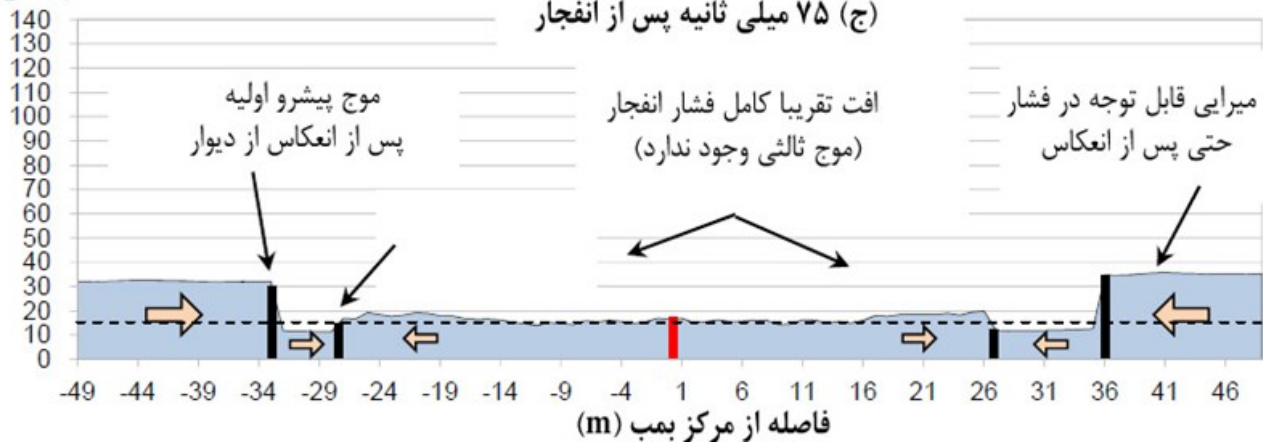 (ج) ۷۵ میلی ثانیه پس از انفجار
140
130
120
110
100
90
80
70
60
50
40
30
20
10
0
موج پیشرو اولیه
پس از انعکاس از دیوار
افت تقریبا کامل فشار انفجار
(موج ثالثی وجود ندارد)
میرایی قابل توجه در فشار
حتی پس از انعکاس
-49 -44 -39 -34 -29 -24 -19 -14 -9 -4 1 6 11 16 21 26 31 36 41 46
فاصله از مرکز بمب (m)